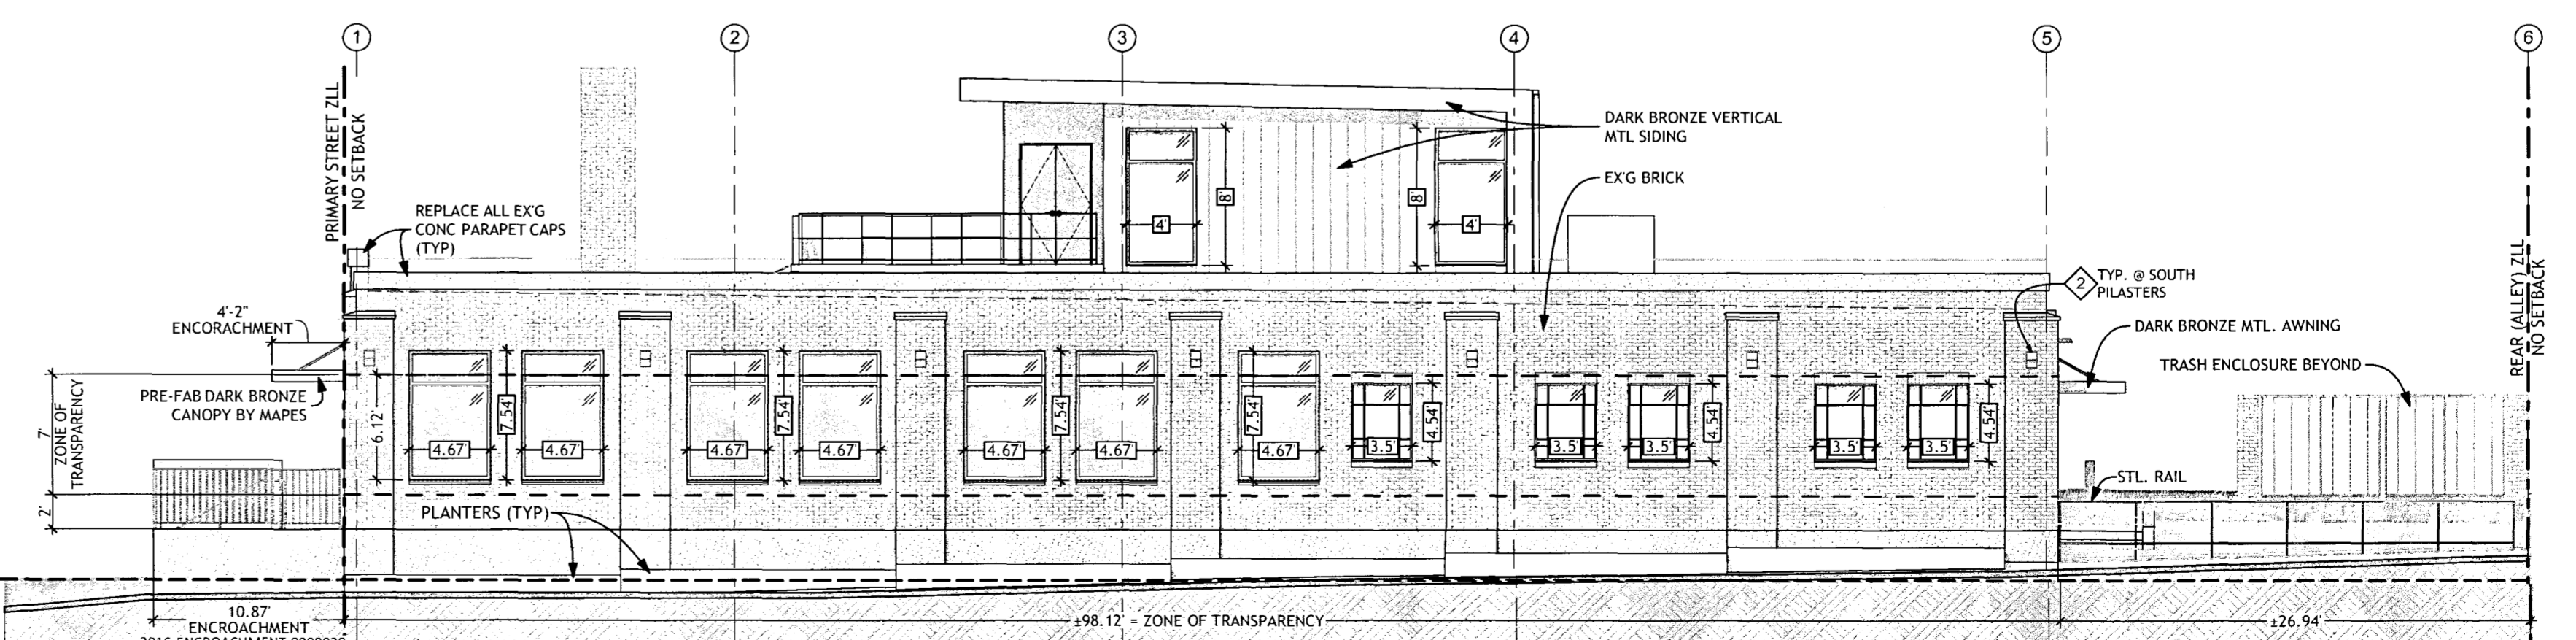 1
2
3
4
5
6
PRIMARY STREET ZLL
NO SETBACK
REPLACE ALL EX'G
CONC PARAPET CAPS
(TYP)
DARK BRONZE VERTICAL
MTL SIDING
EX'G BRICK
8'
8'
4'
4'
4'-2"
ENCORACHMENT
PRE-FAB DARK BRONZE
CANOPY BY MAPES
7'
ZONE OF
TRANSPARENCY
2'
6.12'
4.67'
7.54'
4.67'
4.67'
7.54'
4.67'
4.67'
7.54'
4.67'
7.54'
4.67'
3.5'
4.54'
3.5'
3.5'
4.54'
3.5'
3.5'
4.54'
2
TYP. @ SOUTH
PILASTERS
DARK BRONZE MTL. AWNING
TRASH ENCLOSURE BEYOND
REAR (ALLEY) ZLL
NO SETBACK
STL. RAIL
PLANTERS (TYP)
10.87'
ENCROACHMENT
±98.12' = ZONE OF TRANSPARENCY
±26.94'